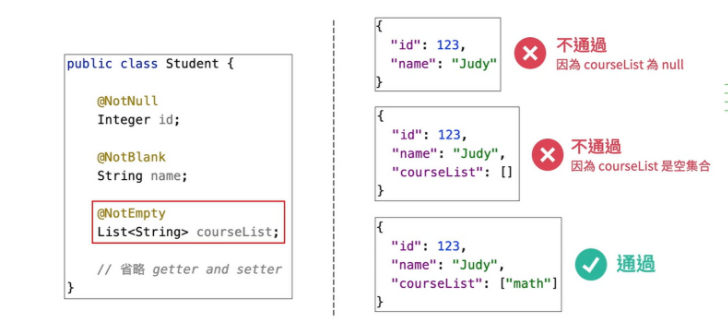 public class Student {
@NotNull
Integer id;
@NotBlank
String name;
@NotEmpty
List<String> courseList;
// 省略 getter and setter
}
{
"id": 123,
"name": "Judy"
}
不通過
因為 courseList 為 null
{
"id": 123,
"name": "Judy",
"courseList": []
}
不通過
因為 courseList 是空集合
{
"id": 123,
"name": "Judy",
"courseList": ["math"]
}
通過